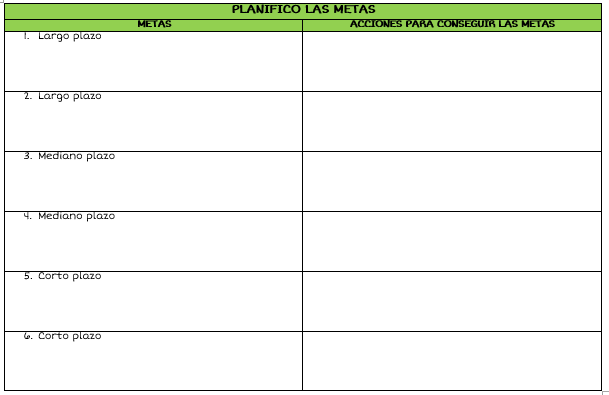 PLANIFICO LAS METAS
METAS
ACCIONES PARA CONSEGUIR LAS METAS
1. Largo plazo
2. Largo plazo
3. Mediano plazo
4. Mediano plazo
5. Corto plazo
6. Corto plazo